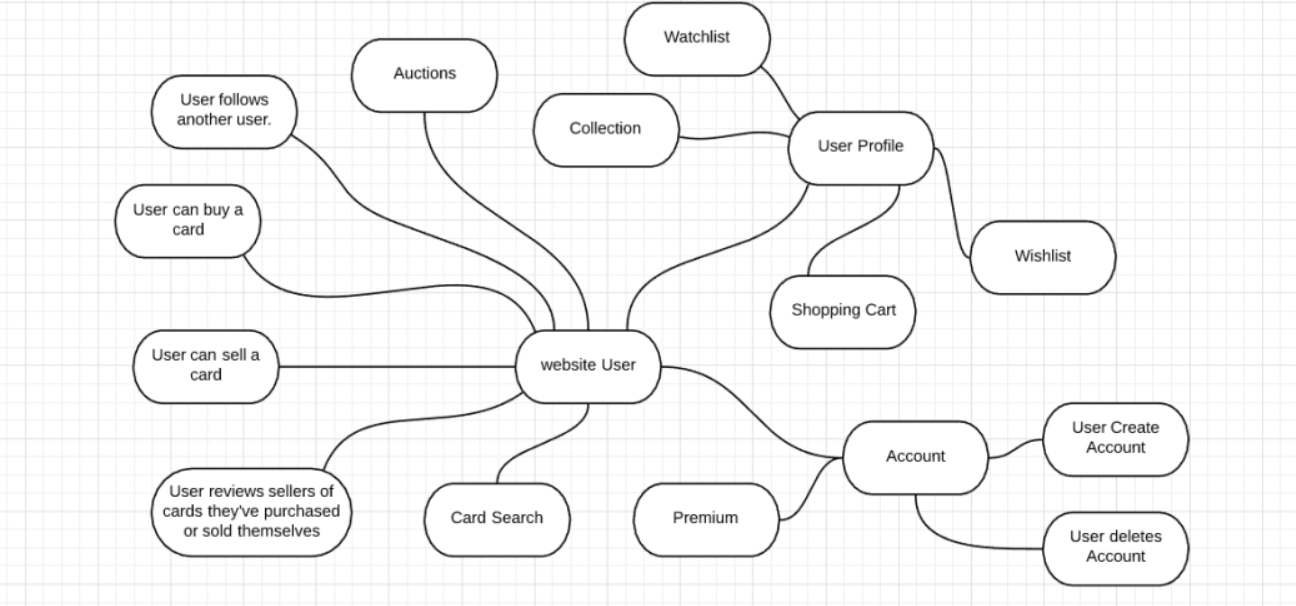 Watchlist
Auctions
User follows
another user.
Collection
User Profile
User can buy a
card
Wishlist
Shopping Cart
User can sell a
card
website User
User Create
Account
Account
User reviews sellers of
cards they've purchased
or sold themselves
Card Search
Premium
User deletes
Account